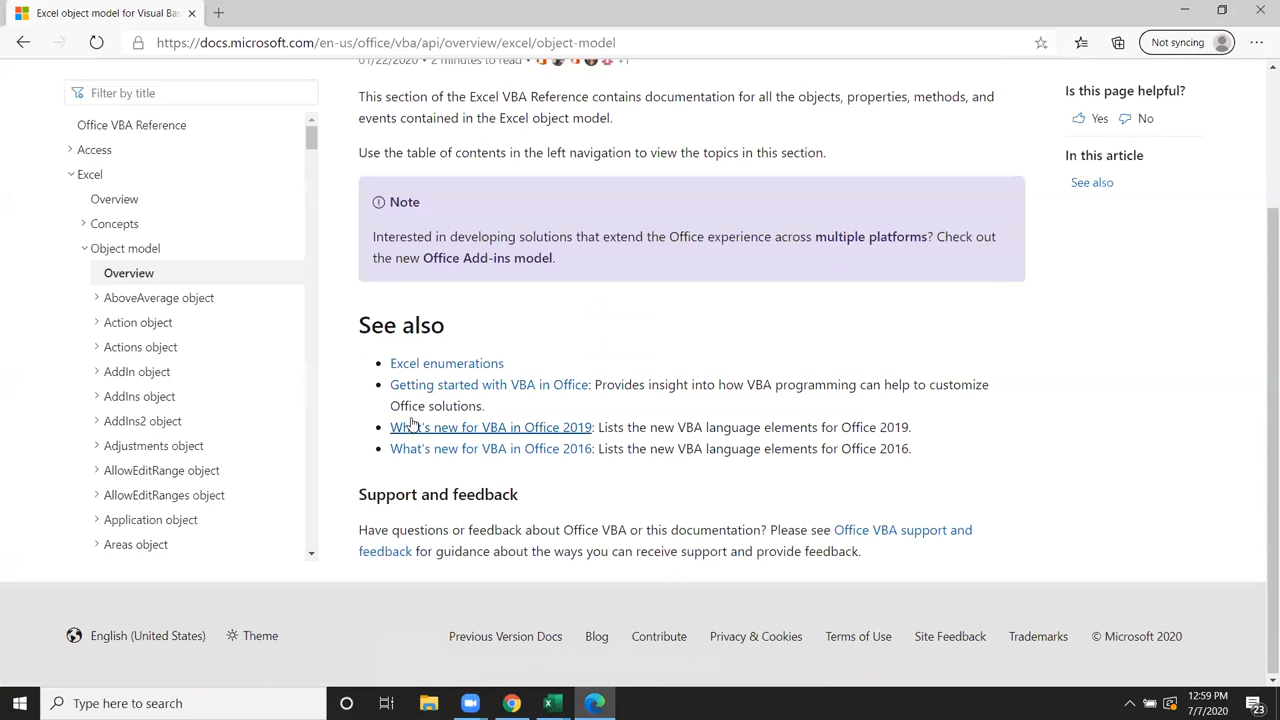 Excel object model for Visual Bas
https://docs.microsoft.com/en-us/office/vba/api/overview/excel/object-model
Not syncing
01/22/2020 • 2 minutes to read •
+1
Filter by title
Office VBA Reference
Access
Excel
Overview
Concepts
Object model
Overview
AboveAverage object
Action object
Actions object
AddIn object
AddIns object
AddIns2 object
Adjustments object
AllowEditRange object
AllowEditRanges object
Application object
Areas object
This section of the Excel VBA Reference contains documentation for all the objects, properties, methods, and
events contained in the Excel object model.
Use the table of contents in the left navigation to view the topics in this section.
Note
Interested in developing solutions that extend the Office experience across multiple platforms? Check out
the new Office Add-ins model.
See also
• Excel enumerations
• Getting started with VBA in Office: Provides insight into how VBA programming can help to customize
Office solutions.
• What's new for VBA in Office 2019: Lists the new VBA language elements for Office 2019.
• What's new for VBA in Office 2016: Lists the new VBA language elements for Office 2016.
Support and feedback
Have questions or feedback about Office VBA or this documentation? Please see Office VBA support and
feedback for guidance about the ways you can receive support and provide feedback.
Is this page helpful?
Yes No
In this article
See also
English (United States) Theme
Previous Version Docs Blog Contribute Privacy & Cookies Terms of Use Site Feedback Trademarks © Microsoft 2020
Type here to search
12:59 PM
7/7/2020
23